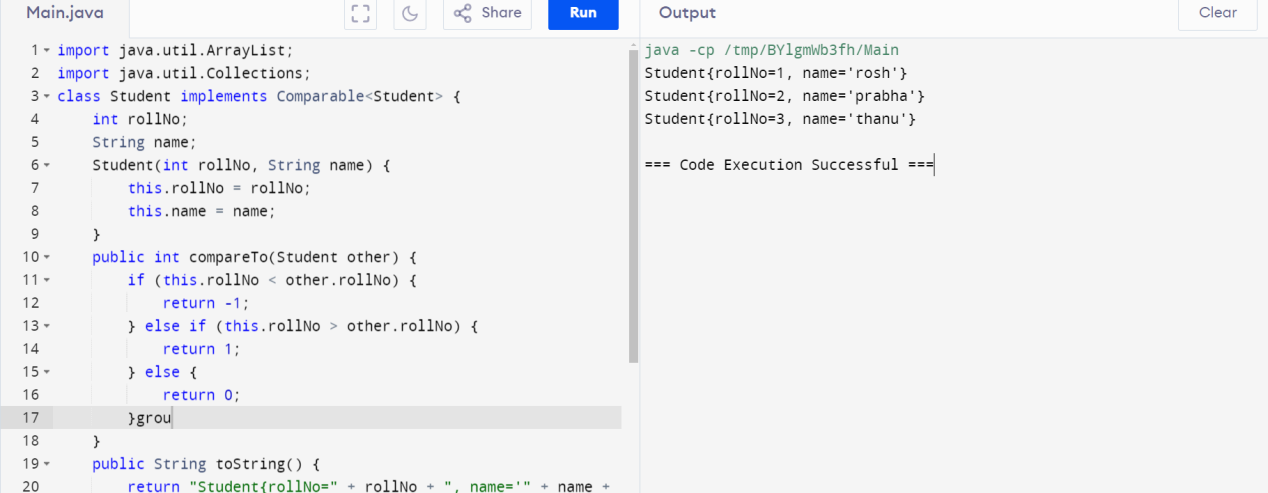 Main.java
Share
Run
Output
Clear
1 import java.util.ArrayList;
2 import java.util.Collections;
3 class Student implements Comparable<Student> {
4 int rollNo;
5 String name;
6 Student(int rollNo, String name) {
7 this.rollNo = rollNo;
8 this.name = name;
9 }
10 public int compareTo(Student other) {
11 if (this.rollNo < other.rollNo) {
12 return -1;
13 } else if (this.rollNo > other.rollNo) {
14 return 1;
15 } else {
16 return 0;
17 }grou
18 }
19 public String toString() {
20 return "Student{rollNo=" + rollNo + ", name='" + name +
java -cp /tmp/BYlgmWb3fh/Main
Student{rollNo=1, name='rosh'}
Student{rollNo=2, name='prabha'}
Student{rollNo=3, name='thanu'}
=== Code Execution Successful ===